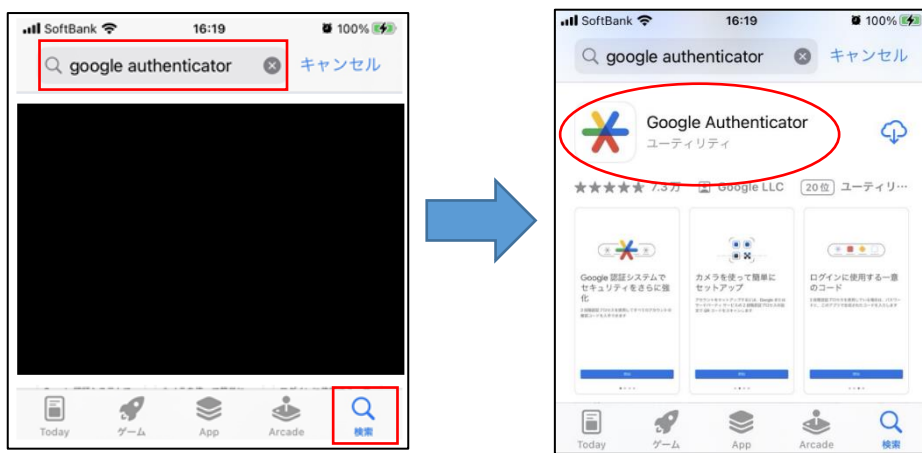 SoftBank 16:19 100%
google authenticator キャンセル
Today ゲーム App Arcade 検索
SoftBank 16:19 100%
google authenticator キャンセル
Google Authenticator
ユーティリティ
7.3万 Google LLC 20位 ユーティリ…
Google 認証システムで
セキュリティをさらに強
化
カメラを使って簡単に
セットアップ
ログインに使用する一意
のコード
Today ゲーム App Arcade 検索